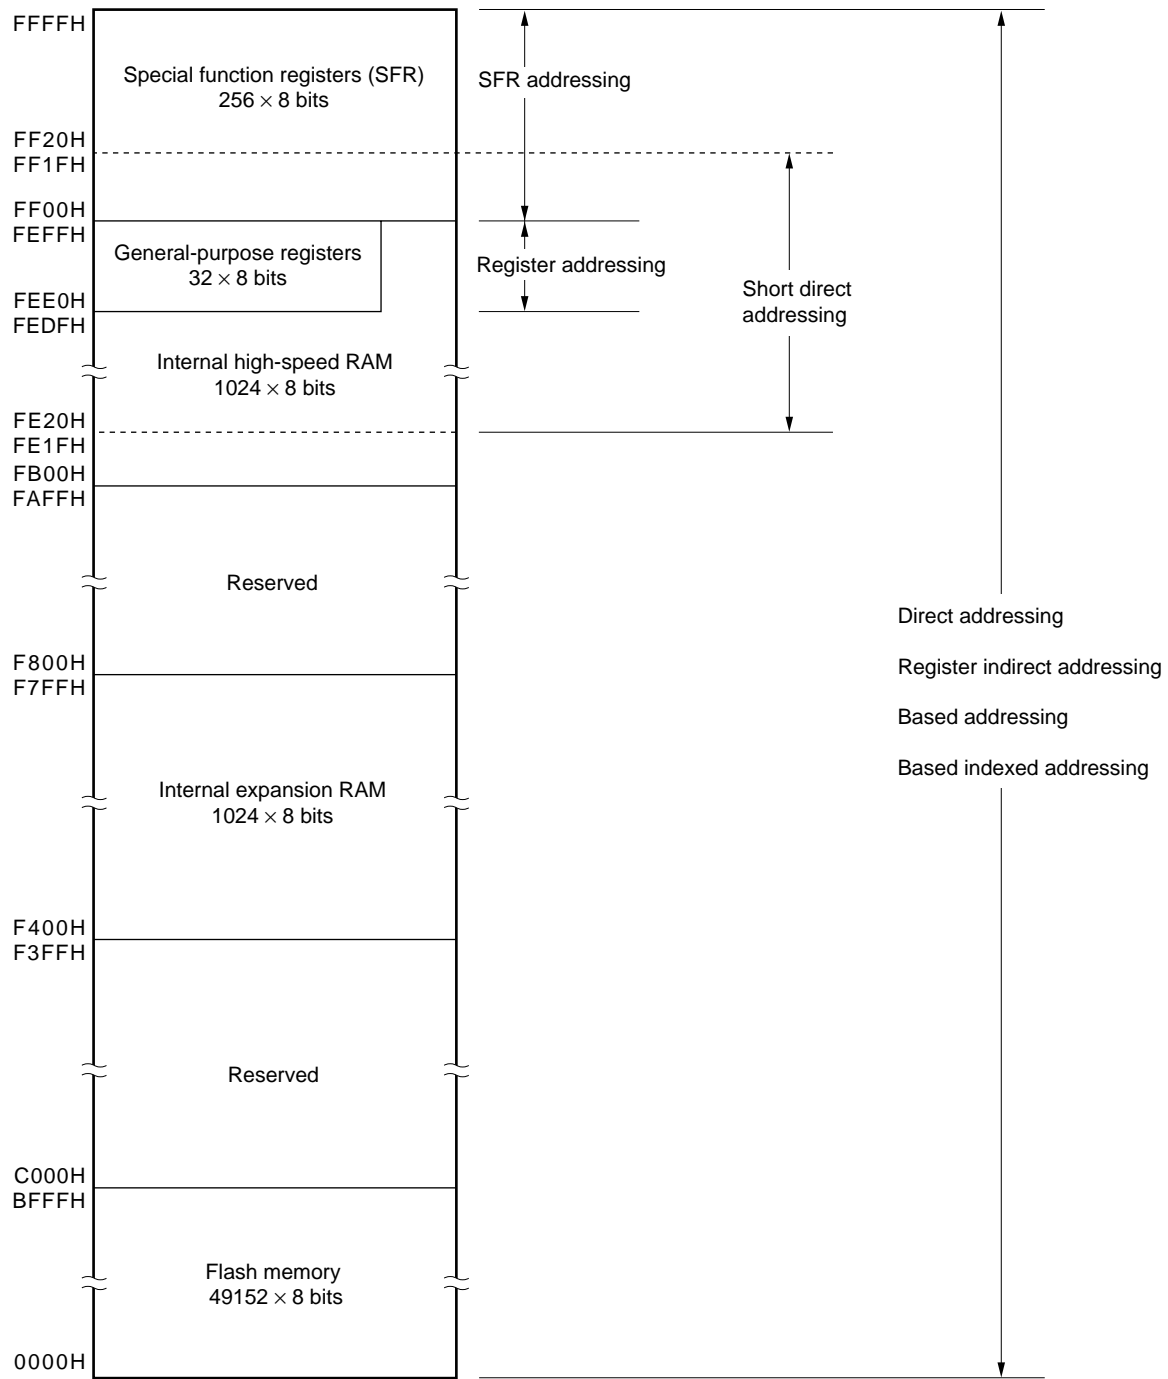 FFFFH
Special function registers (SFR)
256 × 8 bits
SFR addressing
FF20H
FF1FH
FF00H
FEFFH
General-purpose registers
32 × 8 bits
Register addressing
Short direct
addressing
FEE0H
FEDFH
Internal high-speed RAM
1024 × 8 bits
FE20H
FE1FH
FB00H
FAFFH
Reserved
Direct addressing
Register indirect addressing
Based addressing
Based indexed addressing
F800H
F7FFH
Internal expansion RAM
1024 × 8 bits
F400H
F3FFH
Reserved
C000H
BFFFH
Flash memory
49152 × 8 bits
0000H